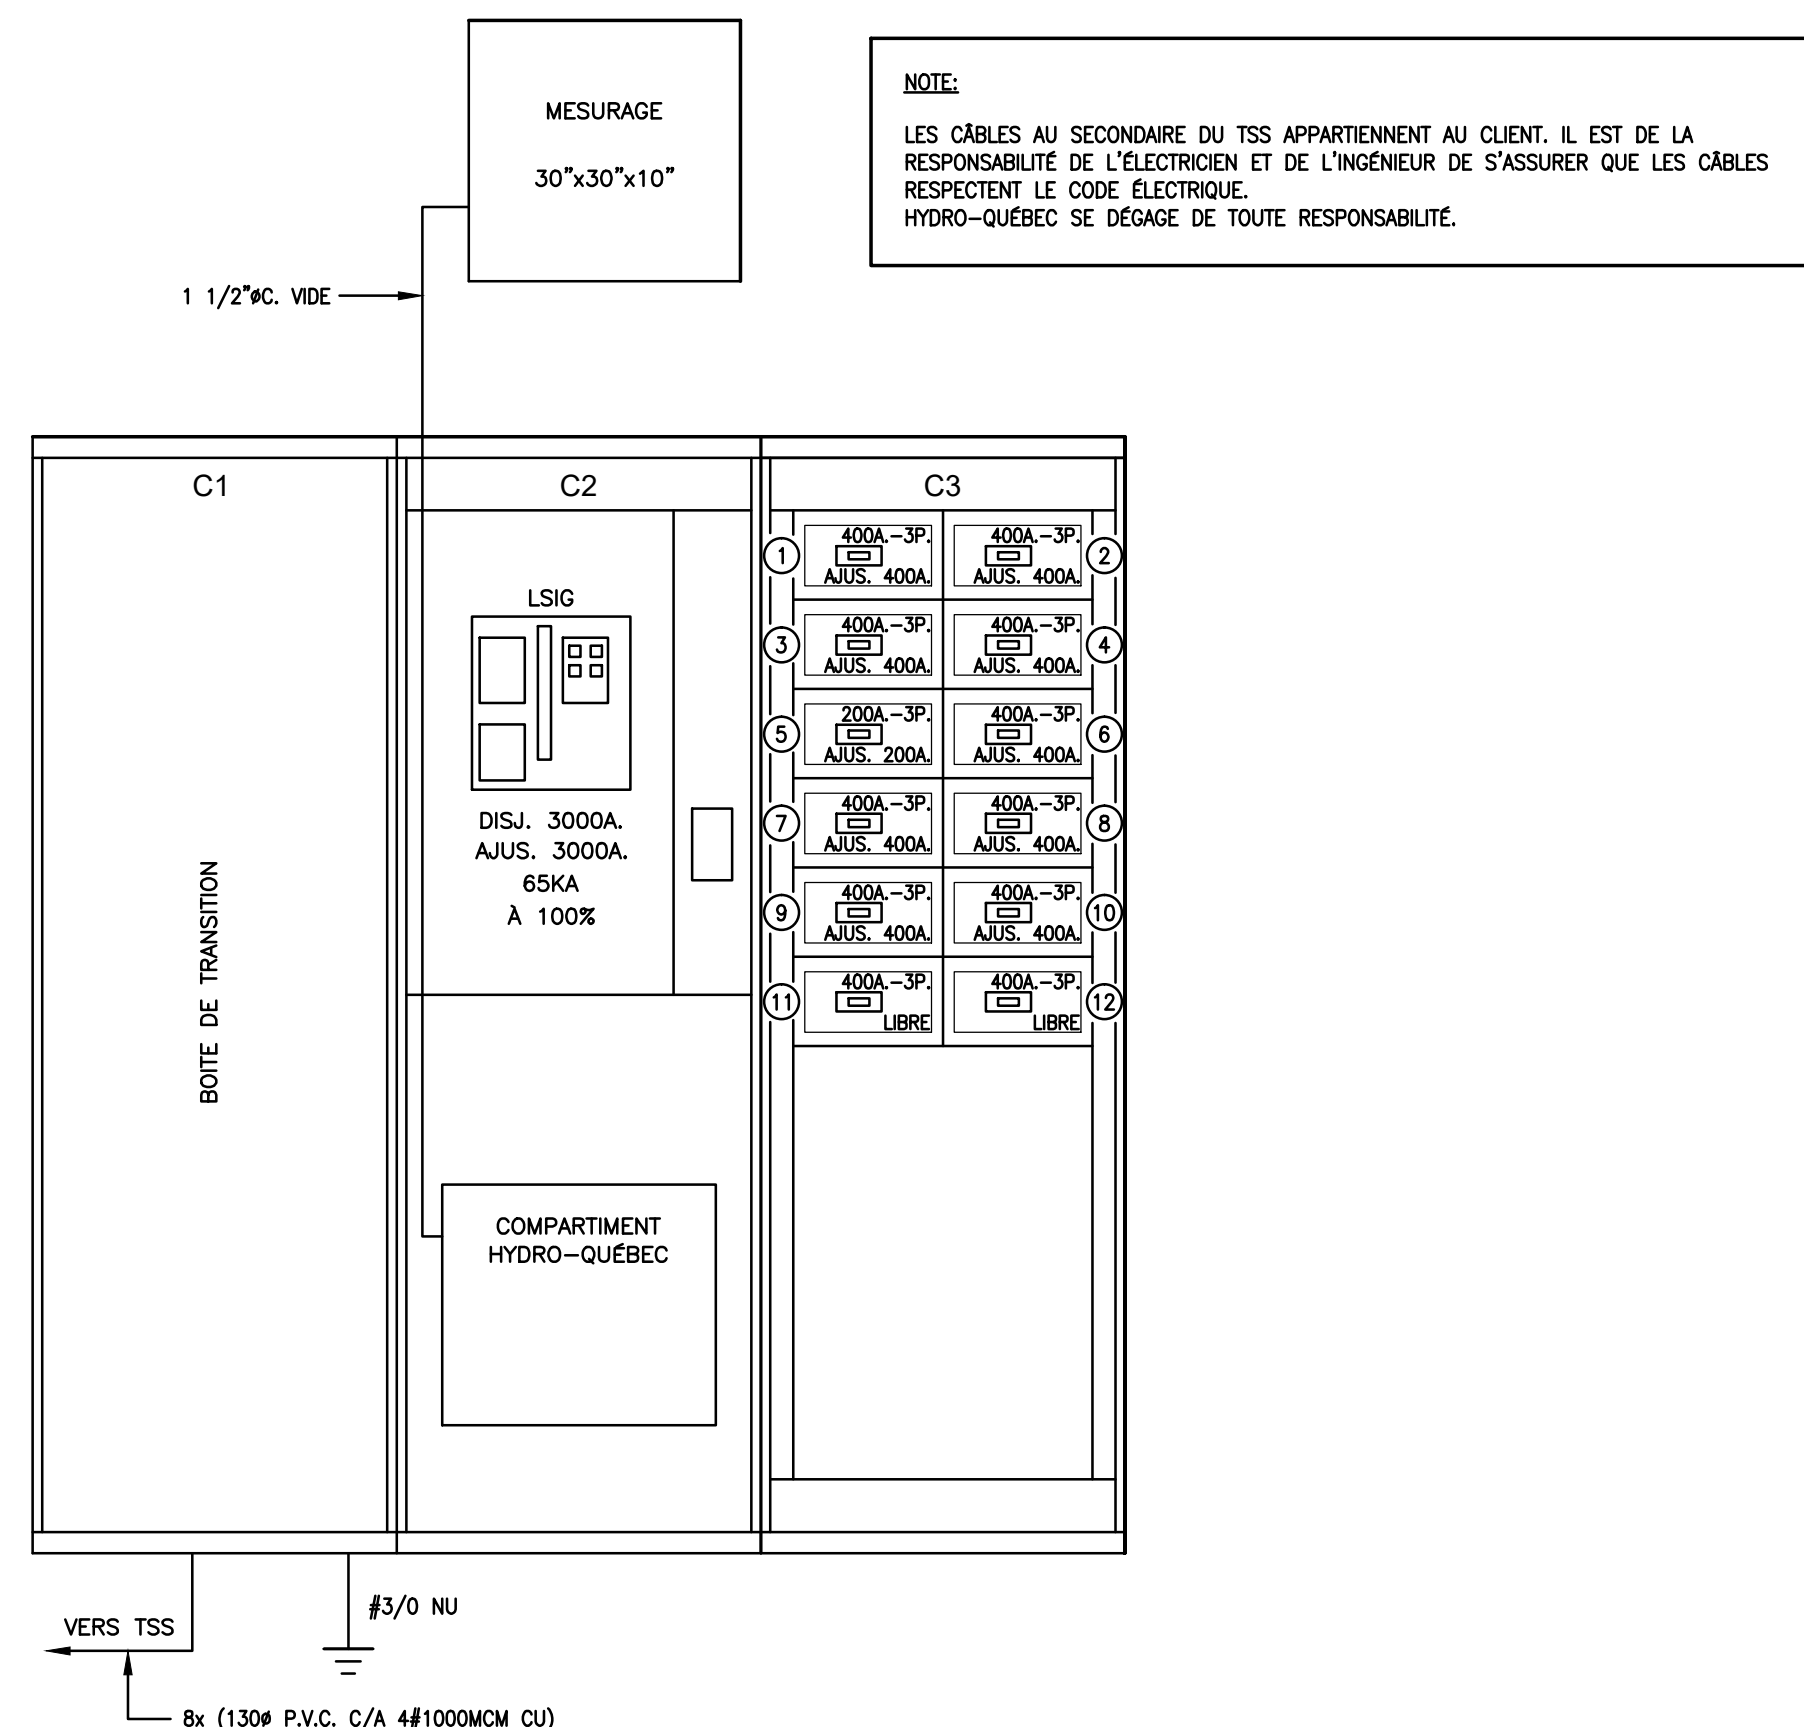 MESURAGE
30"x30"x10"
NOTE:
LES CÂBLES AU SECONDAIRE DU TSS APPARTIENNENT AU CLIENT. IL EST DE LA
RESPONSABILITÉ DE L'ÉLECTRICIEN ET DE L'INGÉNIEUR DE S'ASSURER QUE LES CÂBLES
RESPECTENT LE CODE ÉLECTRIQUE.
HYDRO-QUÉBEC SE DÉGAGE DE TOUTE RESPONSABILITÉ.
1 1/2"øC. VIDE
C1
BOITE DE TRANSITION
C2
LSIG
DISJ. 3000A.
AJUS. 3000A.
65KA
À 100%
COMPARTIMENT
HYDRO-QUÉBEC
C3
1
400A.-3P.
AJUS. 400A.
400A.-3P.
AJUS. 400A.
2
3
400A.-3P.
AJUS. 400A.
400A.-3P.
AJUS. 400A.
4
5
200A.-3P.
AJUS. 200A.
400A.-3P.
AJUS. 400A.
6
7
400A.-3P.
AJUS. 400A.
400A.-3P.
AJUS. 400A.
8
9
400A.-3P.
AJUS. 400A.
400A.-3P.
AJUS. 400A.
10
11
400A.-3P.
LIBRE
400A.-3P.
LIBRE
12
#3/0 NU
VERS TSS
8x (130ø P.V.C. C/A 4#1000MCM CU)